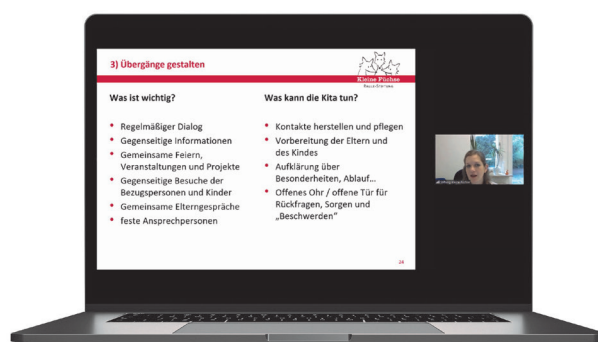 3) Übergänge gestalten
Kleine Füchse
Raule-Stiftung
Was ist wichtig?
• Regelmäßiger Dialog
• Gegenseitige Informationen
• Gemeinsame Feiern,
Veranstaltungen und Projekte
• Gegenseitige Besuche der
Bezugspersonen und Kinder
• Gemeinsame Elterngespräche
• feste Ansprechpersonen
Was kann die Kita tun?
• Kontakte herstellen und pflegen
• Vorbereitung der Eltern und
des Kindes
• Aufklärung über
Besonderheiten, Ablauf...
• Offenes Ohr / offene Tür für
Rückfragen, Sorgen und
„Beschwerden“